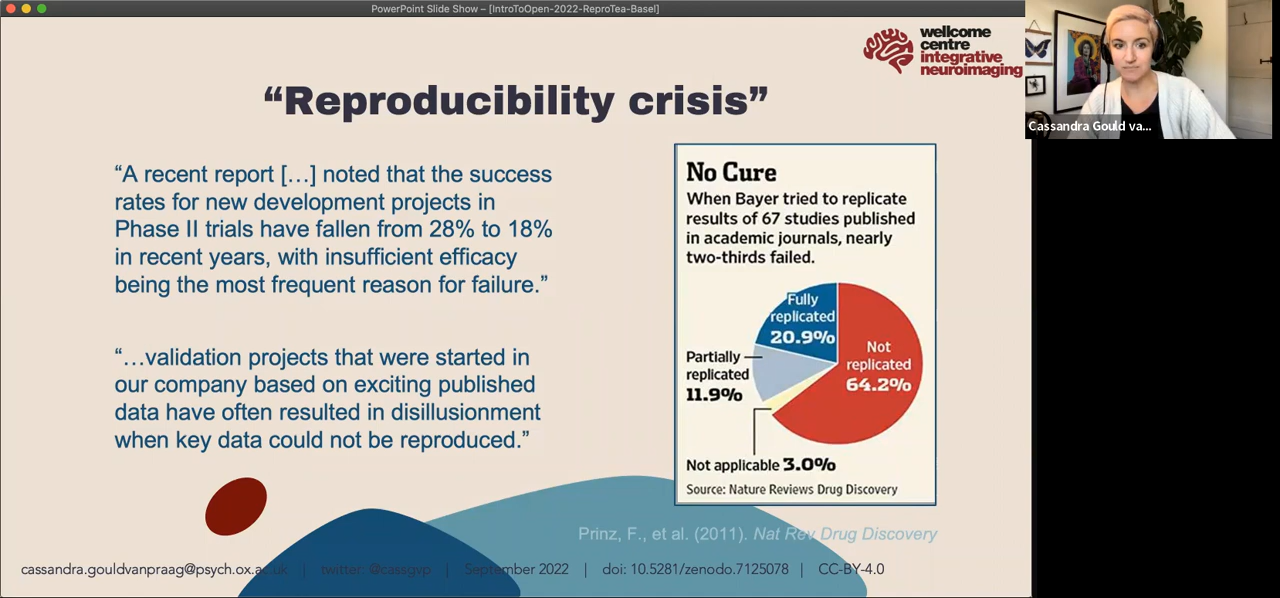 PowerPoint Slide Show – [IntroToOpen-2022-ReproTea-Basel]
wellcome
centre
integrative
neuroimaging
Cassandra Gould va...
“Reproducibility crisis”
“A recent report […] noted that the success
rates for new development projects in
Phase II trials have fallen from 28% to 18%
in recent years, with insufficient efficacy
being the most frequent reason for failure.”
“…validation projects that were started in
our company based on exciting published
data have often resulted in disillusionment
when key data could not be reproduced.”
No Cure
When Bayer tried to replicate
results of 67 studies published
in academic journals, nearly
two-thirds failed.
Fully
replicated
20.9%
Not
replicated
64.2%
Partially
replicated
11.9%
Not applicable 3.0%
Source: Nature Reviews Drug Discovery
Prinz, F., et al. (2011). Nat Rev Drug Discovery
cassandra.gouldvanpraag@psych.ox.ac.uk | twitter: @cassgvp | September 2022 | doi: 10.5281/zenodo.7125078 | CC-BY-4.0